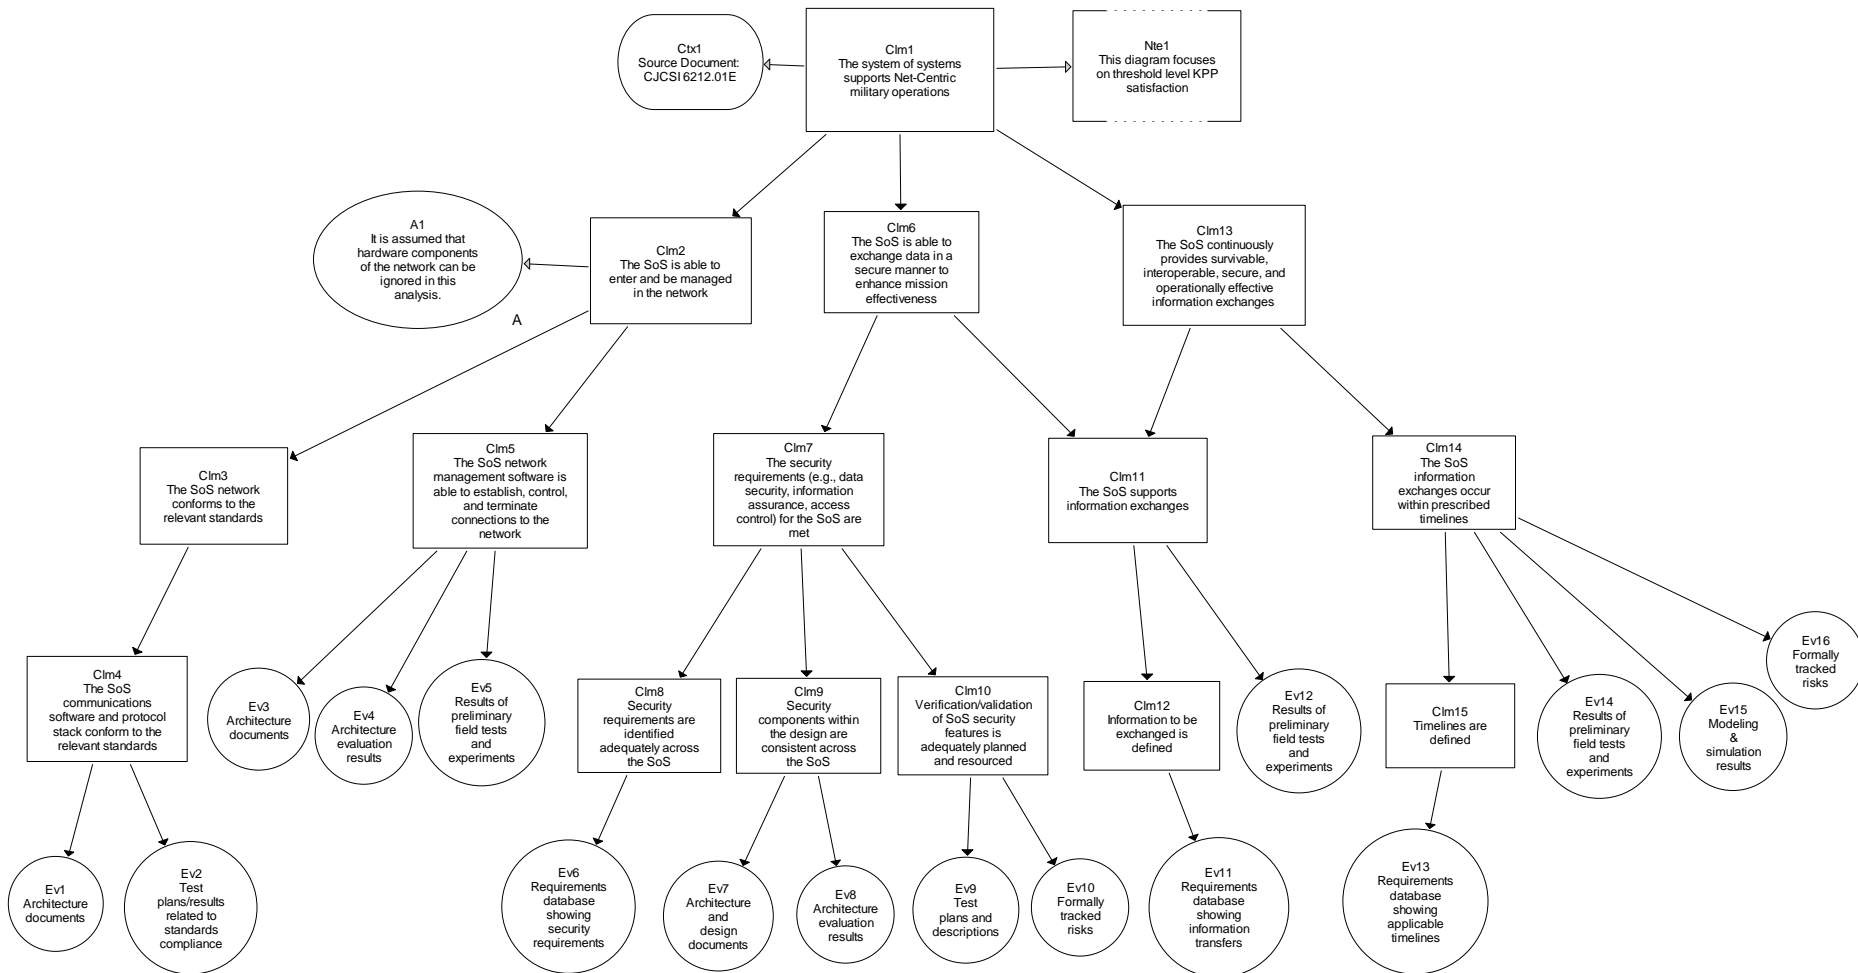 Ctx1
Source Document:
CJCSI 6212.01E
Clm1
The system of systems
supports Net-Centric
military operations
Nte1
This diagram focuses
on threshold level KPP
satisfaction
A1
It is assumed that
hardware components
of the network can be
ignored in this
analysis.
Clm2
The SoS is able to
enter and be managed
in the network
Clm6
The SoS is able to
exchange data in a
secure manner to
enhance mission
effectiveness
Clm13
The SoS continuously
provides survivable,
interoperable, secure, and
operationally effective
information exchanges
A
Clm3
The SoS network
conforms to the
relevant standards
Clm5
The SoS network
management software is
able to establish, control,
and terminate
connections to the
network
Clm7
The security
requirements (e.g., data
security, information
assurance, access
control) for the SoS are
met
Clm11
The SoS supports
information exchanges
Clm14
The SoS
information
exchanges occur
within prescribed
timelines
Clm4
The SoS
communications
software and protocol
stack conform to the
relevant standards
Ev3
Architecture
documents
Ev4
Architecture
evaluation
results
Ev5
Results of
preliminary
field tests
and
experiments
Clm8
Security
requirements are
identified
adequately across
the SoS
Clm9
Security
components within
the design are
consistent across
the SoS
Clm10
Verification/validation
of SoS security
features is
adequately planned
and resourced
Clm12
Information to be
exchanged is
defined
Ev12
Results of
preliminary
field tests
and
experiments
Clm15
Timelines are
defined
Ev14
Results of
preliminary
field tests
and
experiments
Ev15
Modeling
&
simulation
results
Ev16
Formally
tracked
risks
Ev1
Architecture
documents
Ev2
Test
plans/results
related to
standards
compliance
Ev6
Requirements
database
showing
security
requirements
Ev7
Architecture
and
design
documents
Ev8
Architecture
evaluation
results
Ev9
Test
plans and
descriptions
Ev10
Formally
tracked
risks
Ev11
Requirements
database
showing
information
transfers
Ev13
Requirements
database
showing
applicable
timelines